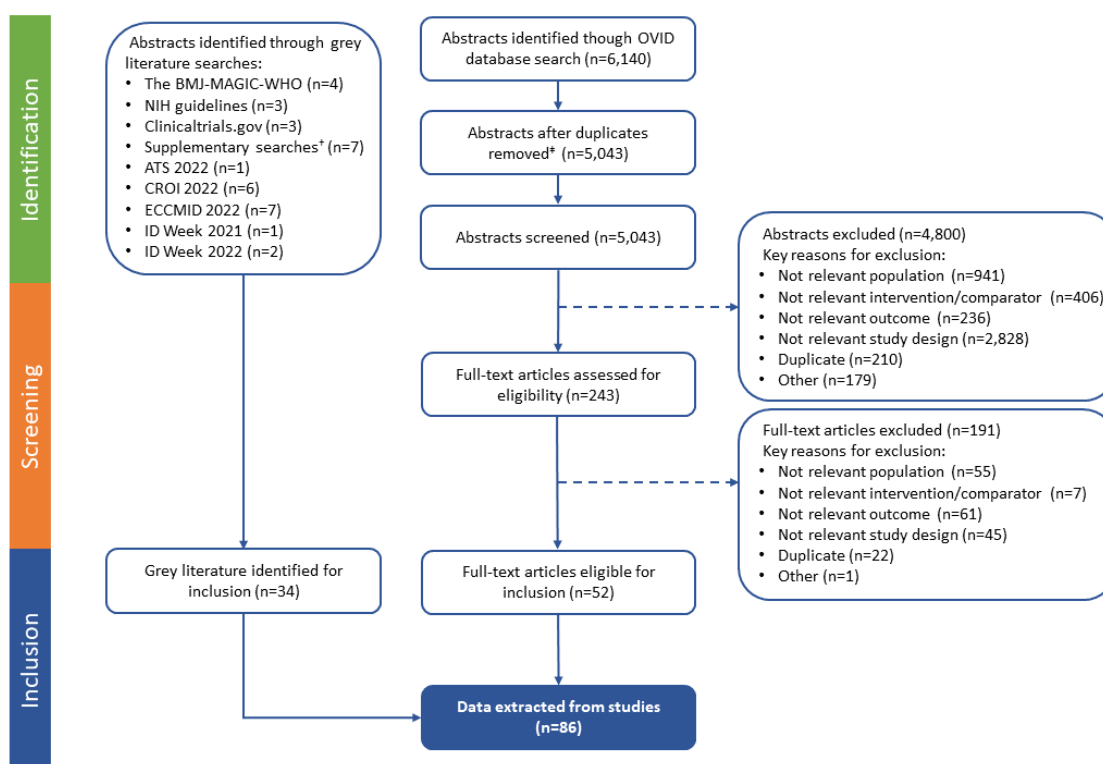 Identification
Screening
Inclusion
Abstracts identified through grey
literature searches:
• The BMJ-MAGIC-WHO (n=4)
• NIH guidelines (n=3)
• Clinicaltrials.gov (n=3)
• Supplementary searches† (n=7)
• ATS 2022 (n=1)
• CROI 2022 (n=6)
• ECCMID 2022 (n=7)
• ID Week 2021 (n=1)
• ID Week 2022 (n=2)
Grey literature identified for
inclusion (n=34)
Abstracts identified though OVID
database search (n=6,140)
Abstracts after duplicates
removed‡ (n=5,043)
Abstracts screened (n=5,043)
Full-text articles assessed for
eligibility (n=243)
Full-text articles eligible for
inclusion (n=52)
Data extracted from studies
(n=86)
Abstracts excluded (n=4,800)
Key reasons for exclusion:
• Not relevant population (n=941)
• Not relevant intervention/comparator (n=406)
• Not relevant outcome (n=236)
• Not relevant study design (n=2,828)
• Duplicate (n=210)
• Other (n=179)
Full-text articles excluded (n=191)
Key reasons for exclusion:
• Not relevant population (n=55)
• Not relevant intervention/comparator (n=7)
• Not relevant outcome (n=61)
• Not relevant study design (n=45)
• Duplicate (n=22)
• Other (n=1)